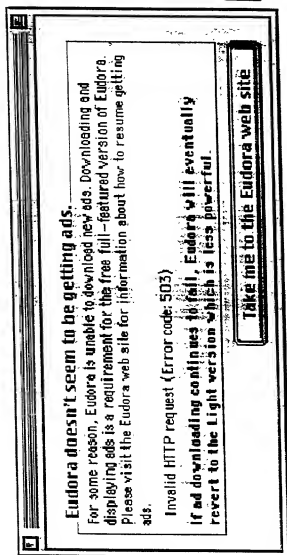 Eudora doesn't seem to be getting ads.
For some reason, Eudora is unable to download new ads. Downloading and
displaying ads is a requirement for the free full-featured version of Eudora.
Please visit the Eudora web site for information about how to resume getting
ads.
Invalid HTTP request (Error code: 503)
If ad downloading continues to fail, Eudora will eventually
revert to the Light version which is less powerful.
Take me to the Eudora web site